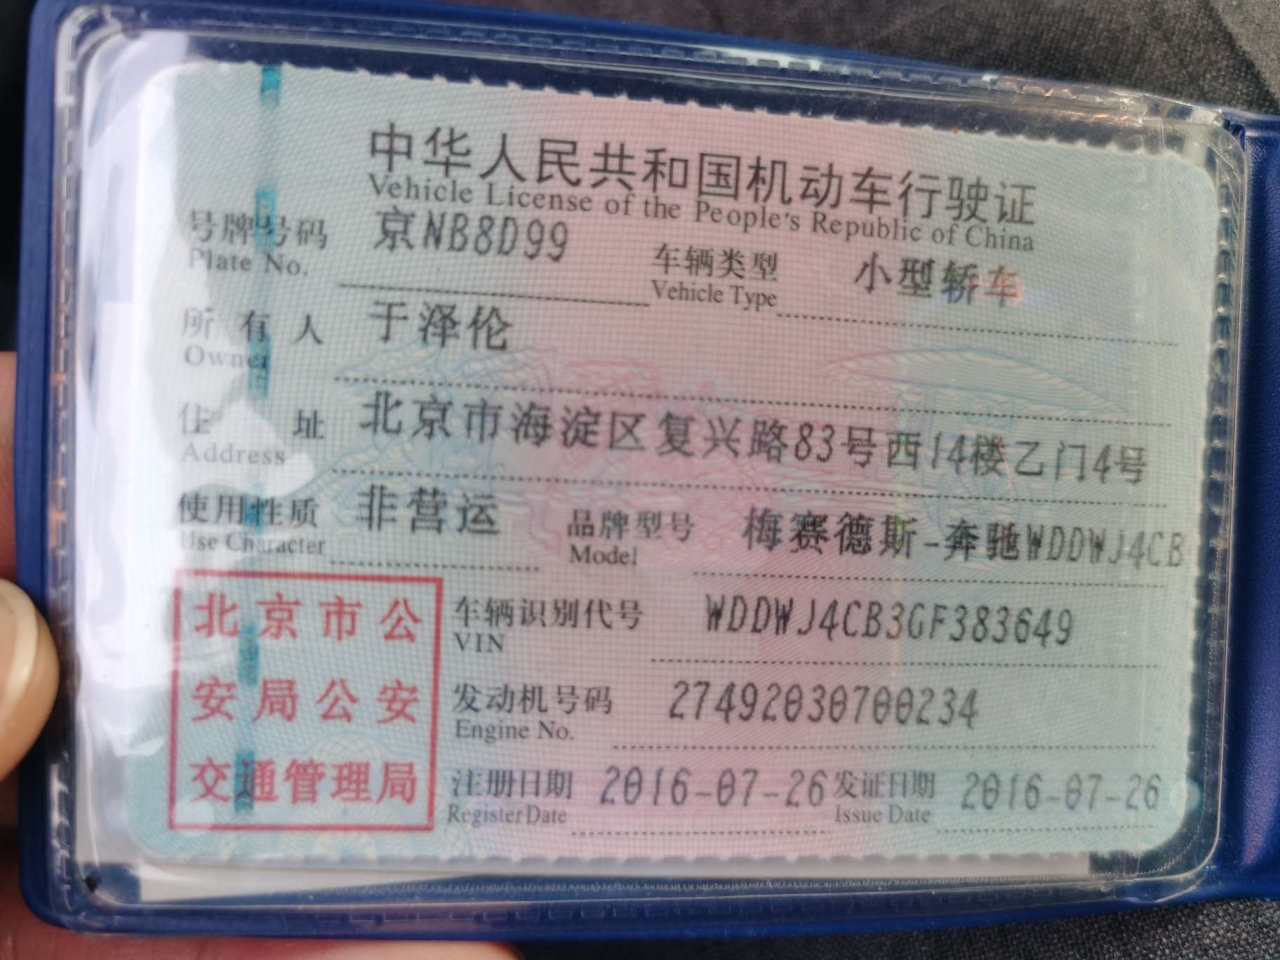 中华人民共和国机动车行驶证
Vehicle License of the People's Republic of China
号牌号码 京NB8D99 车辆类型 小型轿车
Plate No. Vehicle Type
所有人 于泽伦
Owner
住址 北京市海淀区复兴路83号西14楼乙门4号
Address
使用性质 非营运 品牌型号 梅赛德斯-奔驰WDDWJ4CB
Use Character Model
北京市公
安局公安
交通管理局
车辆识别代号 WDDWJ4CB3GF383649
VIN
发动机号码 27492030700234
Engine No.
注册日期 2016-07-26 发证日期 2016-07-26
Register Date Issue Date